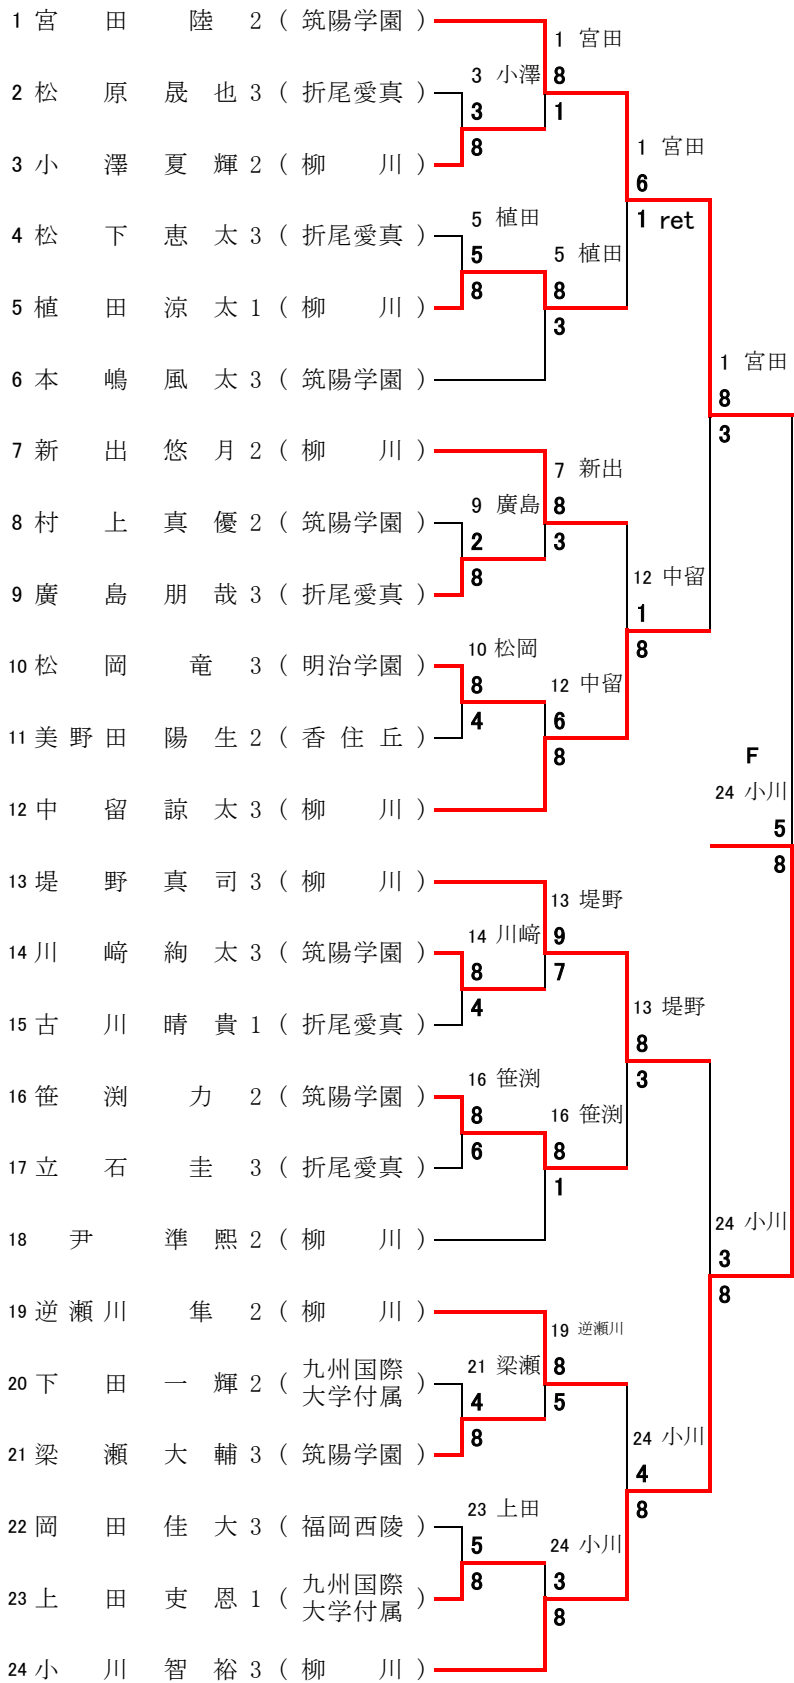 1 宮田 陸 2 ( 筑陽学園 )
1 宮田
3 小澤 8
2 松原晟也 3 ( 折尾愛真 )
3 1
8
1 宮田
3 小澤夏輝 2 ( 柳川 )
6
5 植田 1 ret
4 松下恵太 3 ( 折尾愛真 )
5 5 植田
8 8
5 植田涼太 1 ( 柳川 )
3
1 宮田
6 本嶋風太 3 ( 筑陽学園 )
8
3
7 新出悠月 2 ( 柳川 )
7 新出
9 廣島 8
8 村上真優 2 ( 筑陽学園 )
2 3
8 12 中留
9 廣島朋哉 3 ( 折尾愛真 )
1
10 松岡 8
10 松岡 竜 3 ( 明治学園 )
8 12 中留
4 6
11 美野田陽生 2 ( 香住丘 )
8
F
24 小川
12 中留諒太 3 ( 柳川 )
5
8
13 堤野真司 3 ( 柳川 )
13 堤野
14 川﨑 9
14 川﨑絢太 3 ( 筑陽学園 )
8 7
4 13 堤野
15 古川晴貴 1 ( 折尾愛真 )
8
16 笹渕 3
16 笹渕 力 2 ( 筑陽学園 )
8 16 笹渕
6 8
17 立石 圭 3 ( 折尾愛真 )
1
24 小川
18 尹 準熙 2 ( 柳川 )
3
8
19 逆瀬川 隼 2 ( 柳川 )
19 逆瀬川
21 梁瀬 8
20 下田一輝 2 ( 九州国際大学付属 )
4 5
8 24 小川
21 梁瀬大輔 3 ( 筑陽学園 )
4
23 上田 8
22 岡田佳大 3 ( 福岡西陵 )
5 24 小川
8 3
23 上田吏恩 1 ( 九州国際大学付属 )
8
24 小川智裕 3 ( 柳川 )